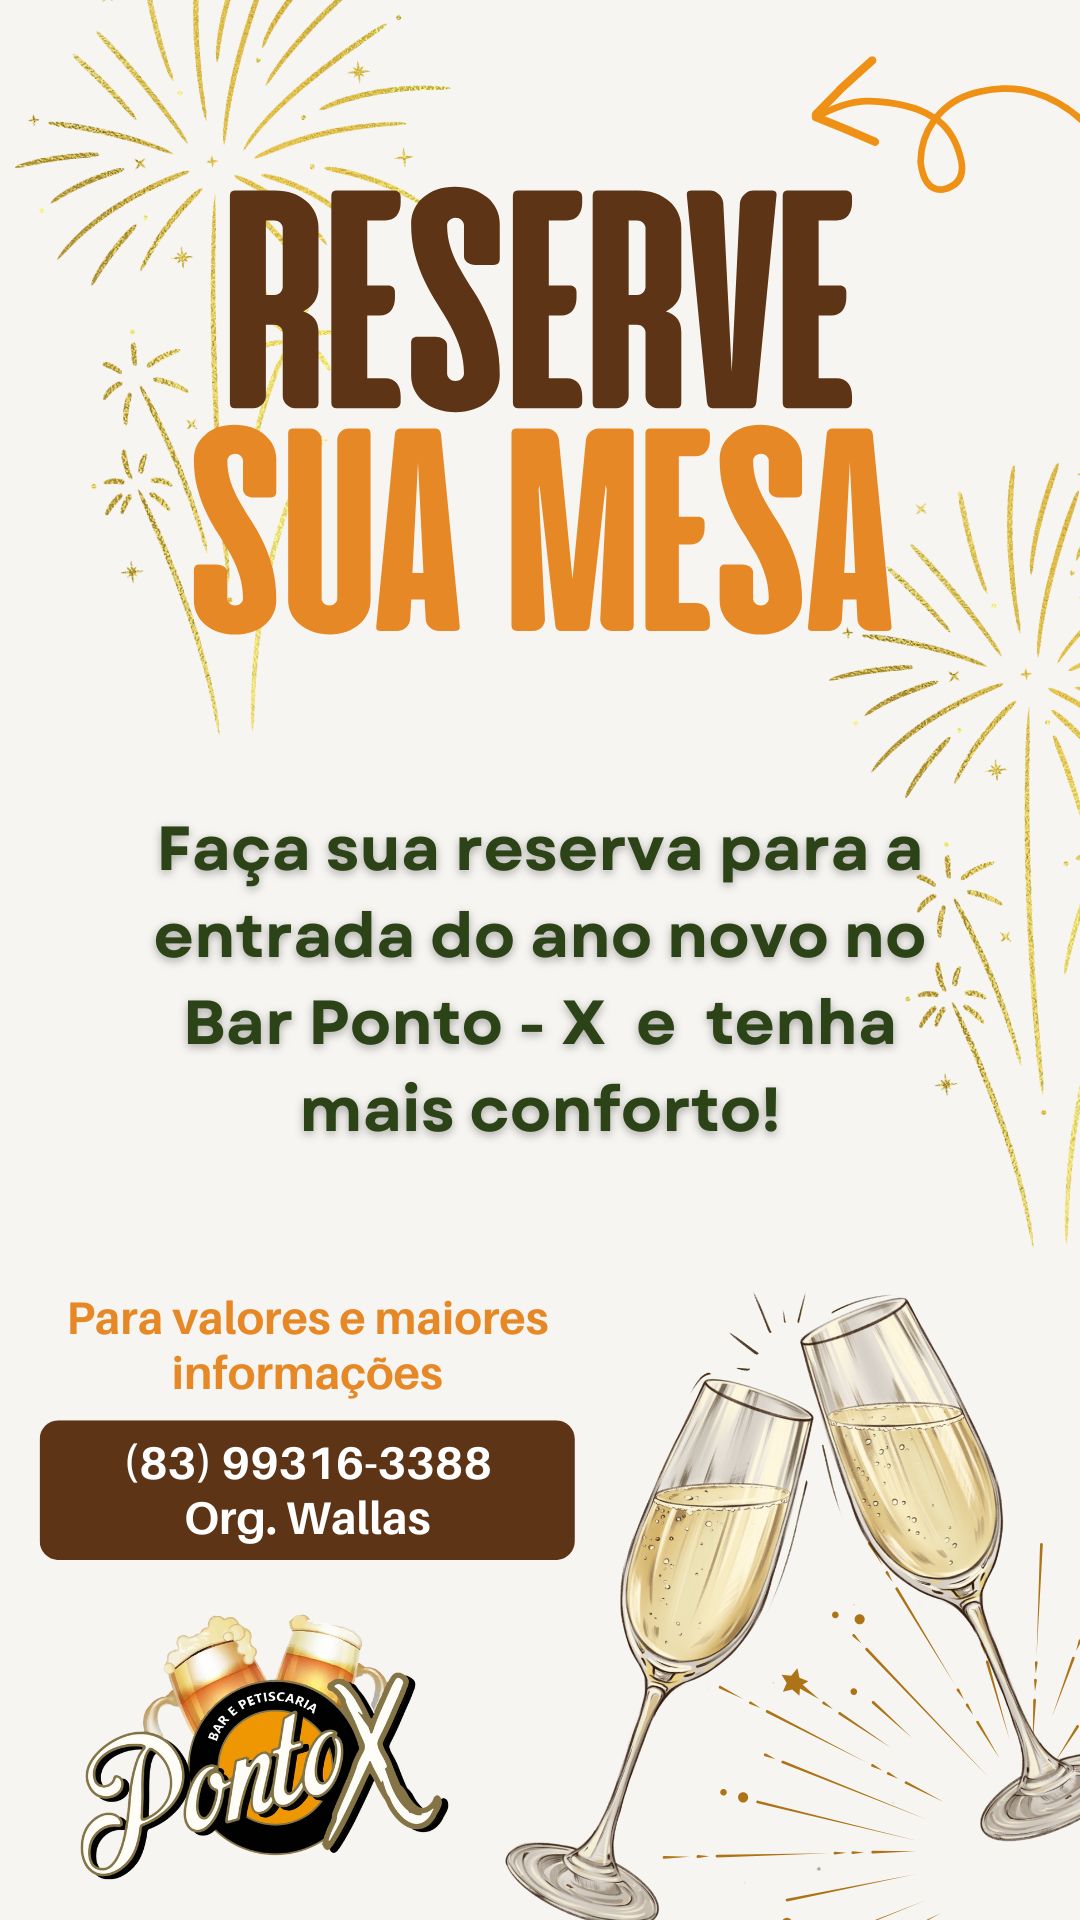 RESERVE
SUA MESA
Faça sua reserva para a
entrada do ano novo no
Bar Ponto - X e tenha
mais conforto!
Para valores e maiores
informações
(83) 99316-3388
Org. Wallas
BAR E PETISCARIA
Ponto X